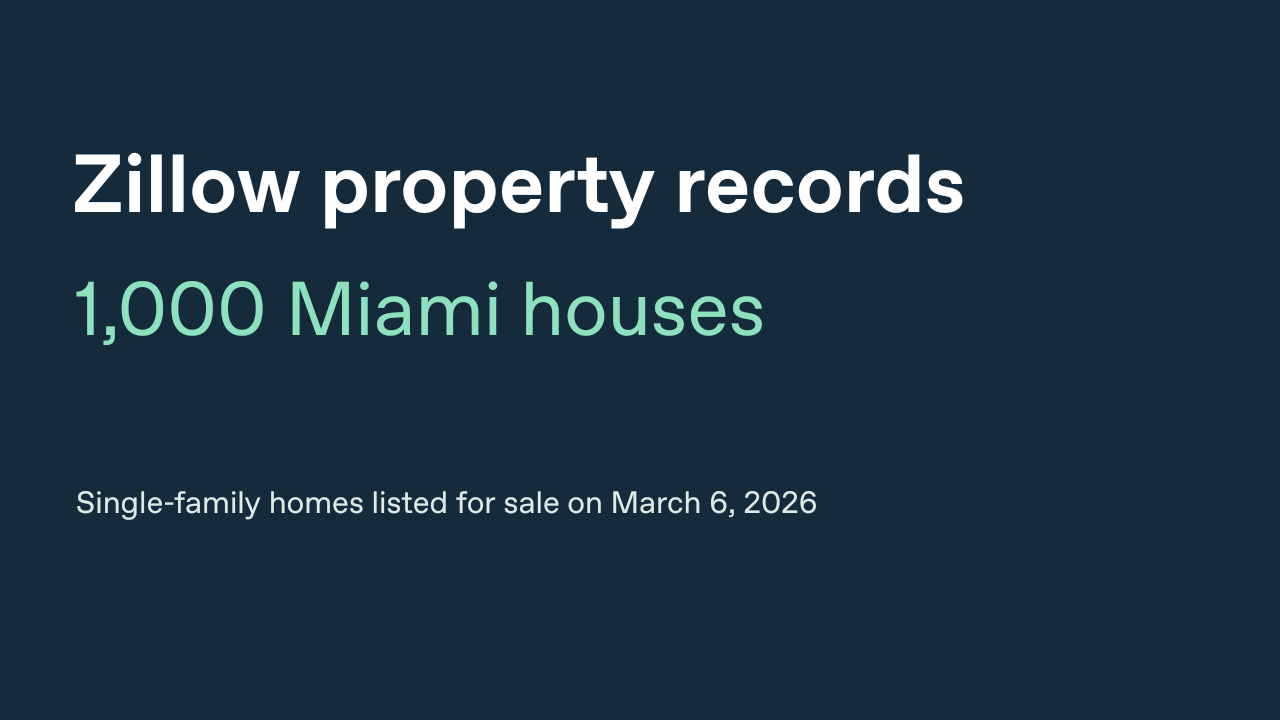 Zillow property records
1,000 Miami houses
Single-family homes listed for sale on March 6, 2026